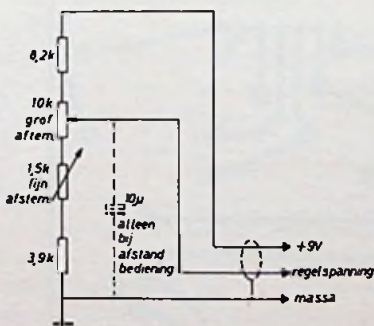 8,2k
10k
grof
afstem.
1,5k
fijn
afstem.
3,9k
10µ
alleen
bij
afstand
bediening
+9V
regelspanning
massa